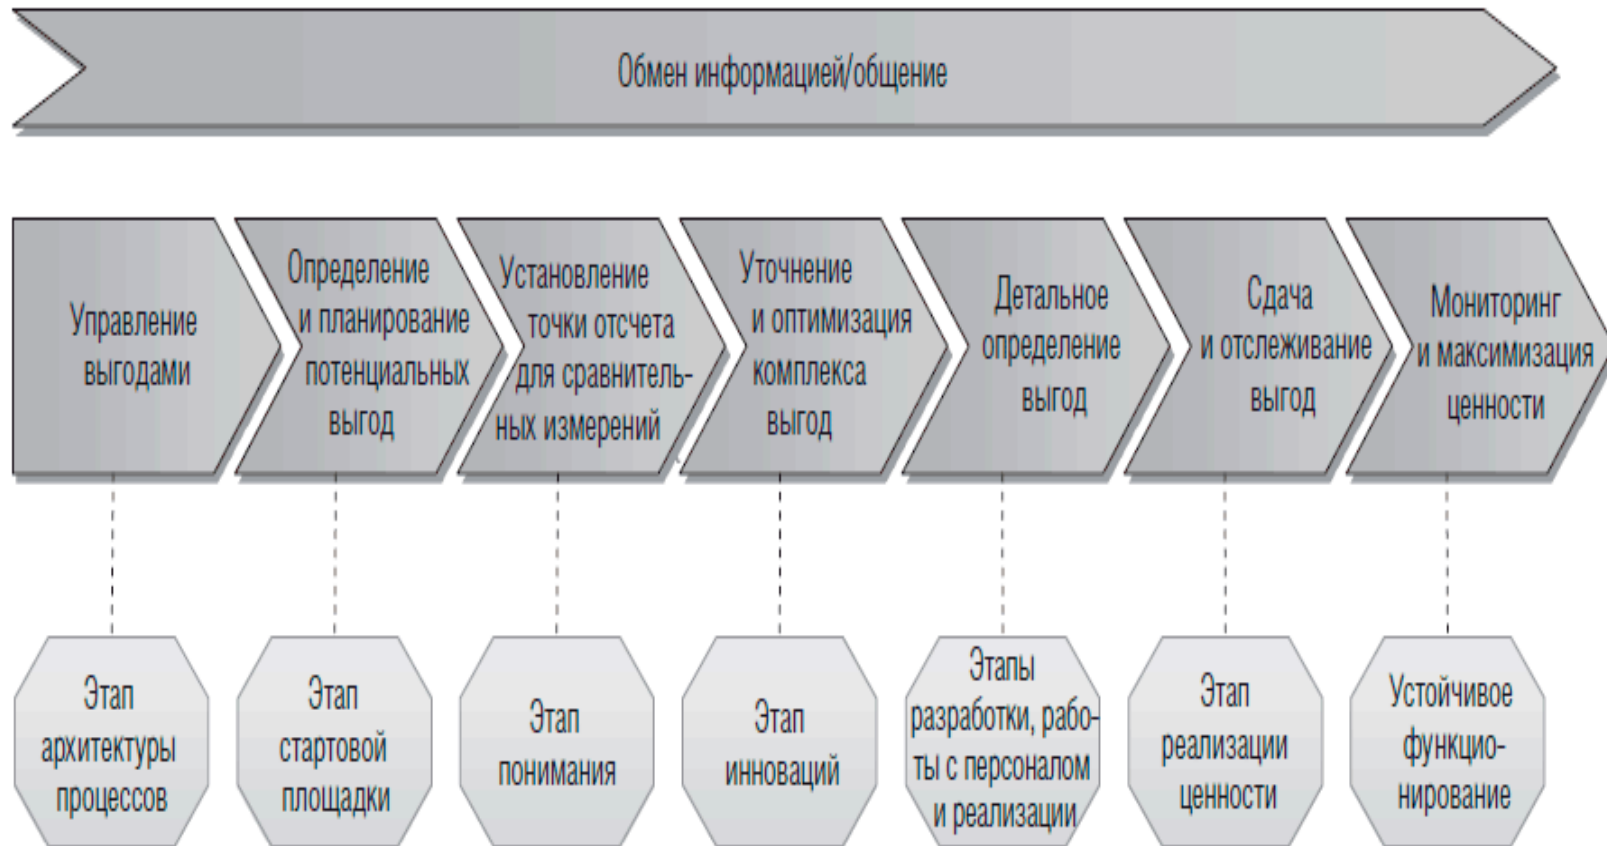 Обмен информацией/общение
Управление
выгодами
Определение
и планирование
потенциальных
выгод
Установление
точки отсчета
для сравнитель-
ных измерений
Уточнение
и оптимизация
комплекса
выгод
Детальное
определение
выгод
Сдача
и отслеживание
выгод
Мониторинг
и максимизация
ценности
Этап
архитектуры
процессов
Этап
стартовой
площадки
Этап
понимания
Этап
инноваций
Этапы
разработки, рабо-
ты с персоналом
и реализации
Этап
реализации
ценности
Устойчивое
функцио-
нирование